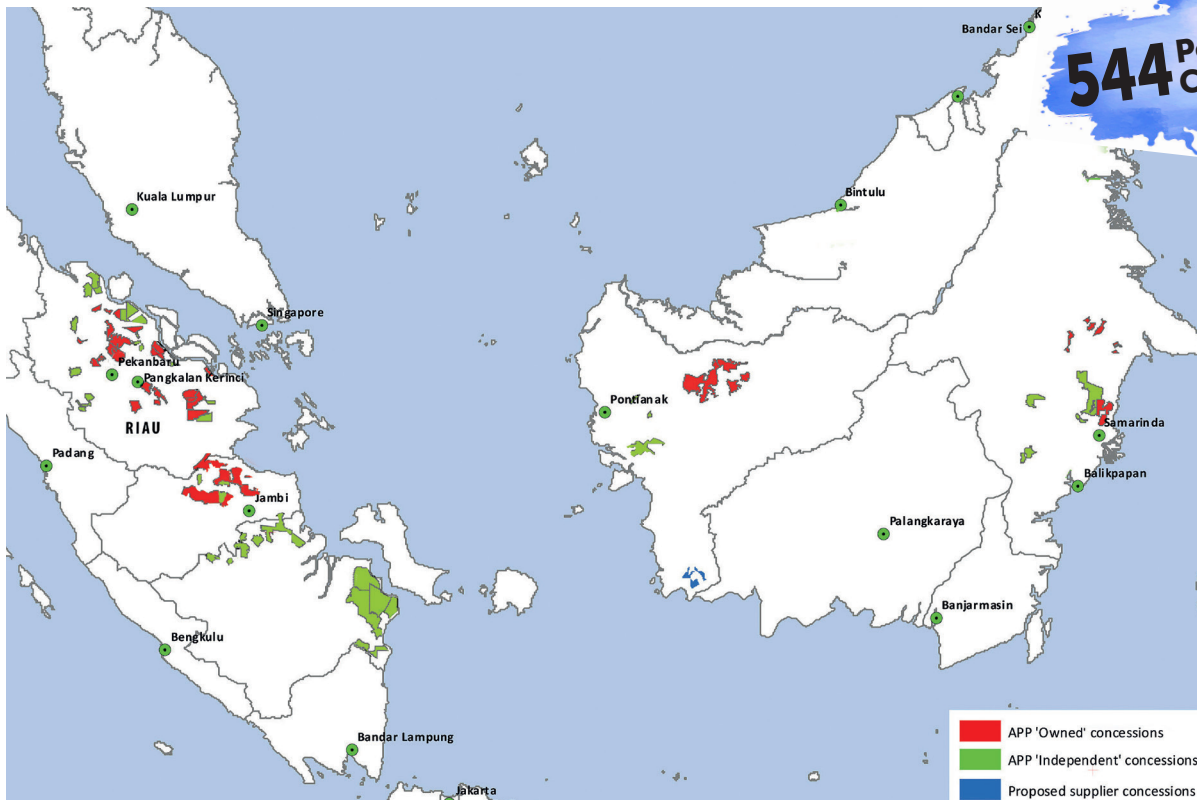 Bandar Sei
K
544
Kuala Lumpur
Bintulu
Singapore
Pekanbaru
Pangkalan Kerinci
RIAU
Pontianak
Samarinda
Padang
Balikpapan
Jambi
Palangkaraya
Banjarmasin
Bengkulu
Bandar Lampung
Jakarta
APP 'Owned' concessions
APP 'Independent' concessions
Proposed supplier concessions